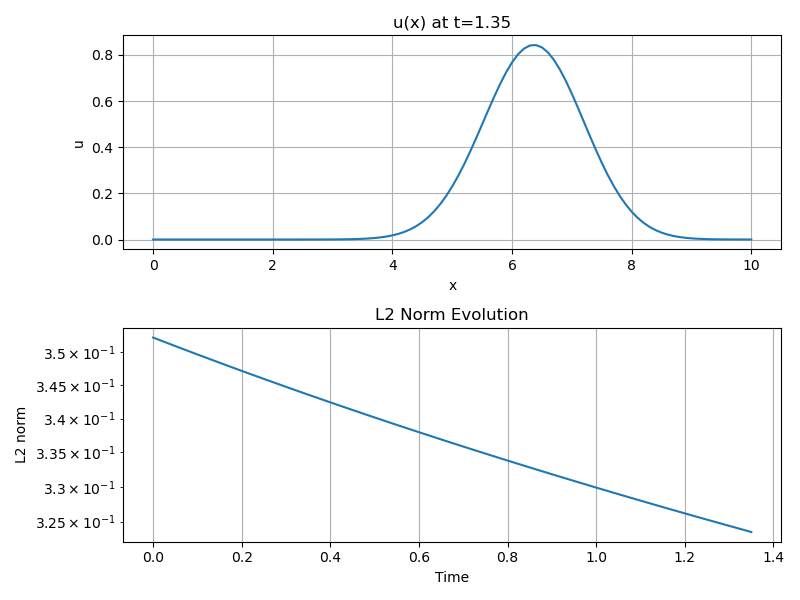 u(x) at t=1.35
0.8
0.6
0.4
0.2
0.0
u
0 2 4 6 8 10
x
L2 Norm Evolution
3.5 × 10⁻¹
3.45 × 10⁻¹
3.4 × 10⁻¹
3.35 × 10⁻¹
3.3 × 10⁻¹
3.25 × 10⁻¹
L2 norm
0.0 0.2 0.4 0.6 0.8 1.0 1.2 1.4
Time